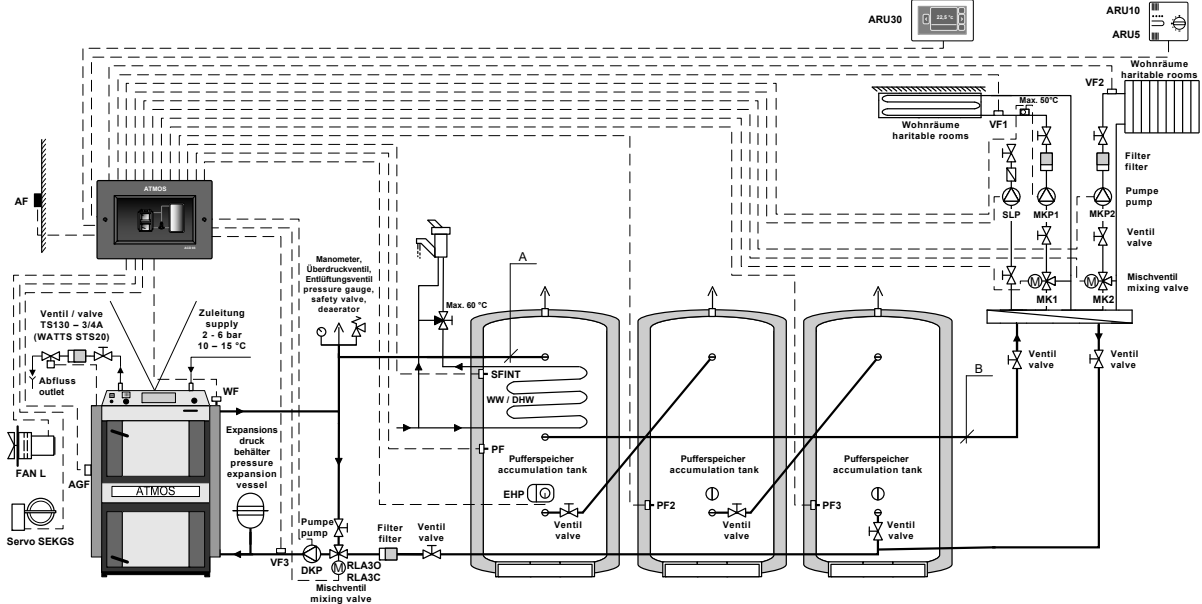 ARU30
22,5 °c
ARU10
ARU5
Wohnräume
haritable rooms
VF2
Max. 50°C
VF1
Wohnräume
haritable rooms
Filter
filter
Pumpe
pump
SLP
MKP1
MKP2
Ventil
valve
Mischventil
mixing valve
M
MK1
M
MK2
AF
ATMOS
Manometer,
Überdruckventil,
Entlüftungsventil
pressure gauge,
safety valve,
deaerator
A
Max. 60 °C
Ventil / valve
TS130 – 3/4A
(WATTS STS20)
Zuleitung
supply
2 - 6 bar
10 – 15 °C
Abfluss
outlet
WF
SFINT
WW / DHW
B
Ventil
valve
Ventil
valve
FAN L
AGF
ATMOS
Servo SEKGS
Expansions
druck
behälter
pressure
expansion
vessel
PF
Pufferspeicher
accumulation tank
Pufferspeicher
accumulation tank
Pufferspeicher
accumulation tank
EHP
PF2
PF3
Ventil
valve
Ventil
valve
Ventil
valve
VF3
Pumpe
pump
DKP
Filter
filter
Ventil
valve
M
RLA3O
RLA3C
Mischventil
mixing valve